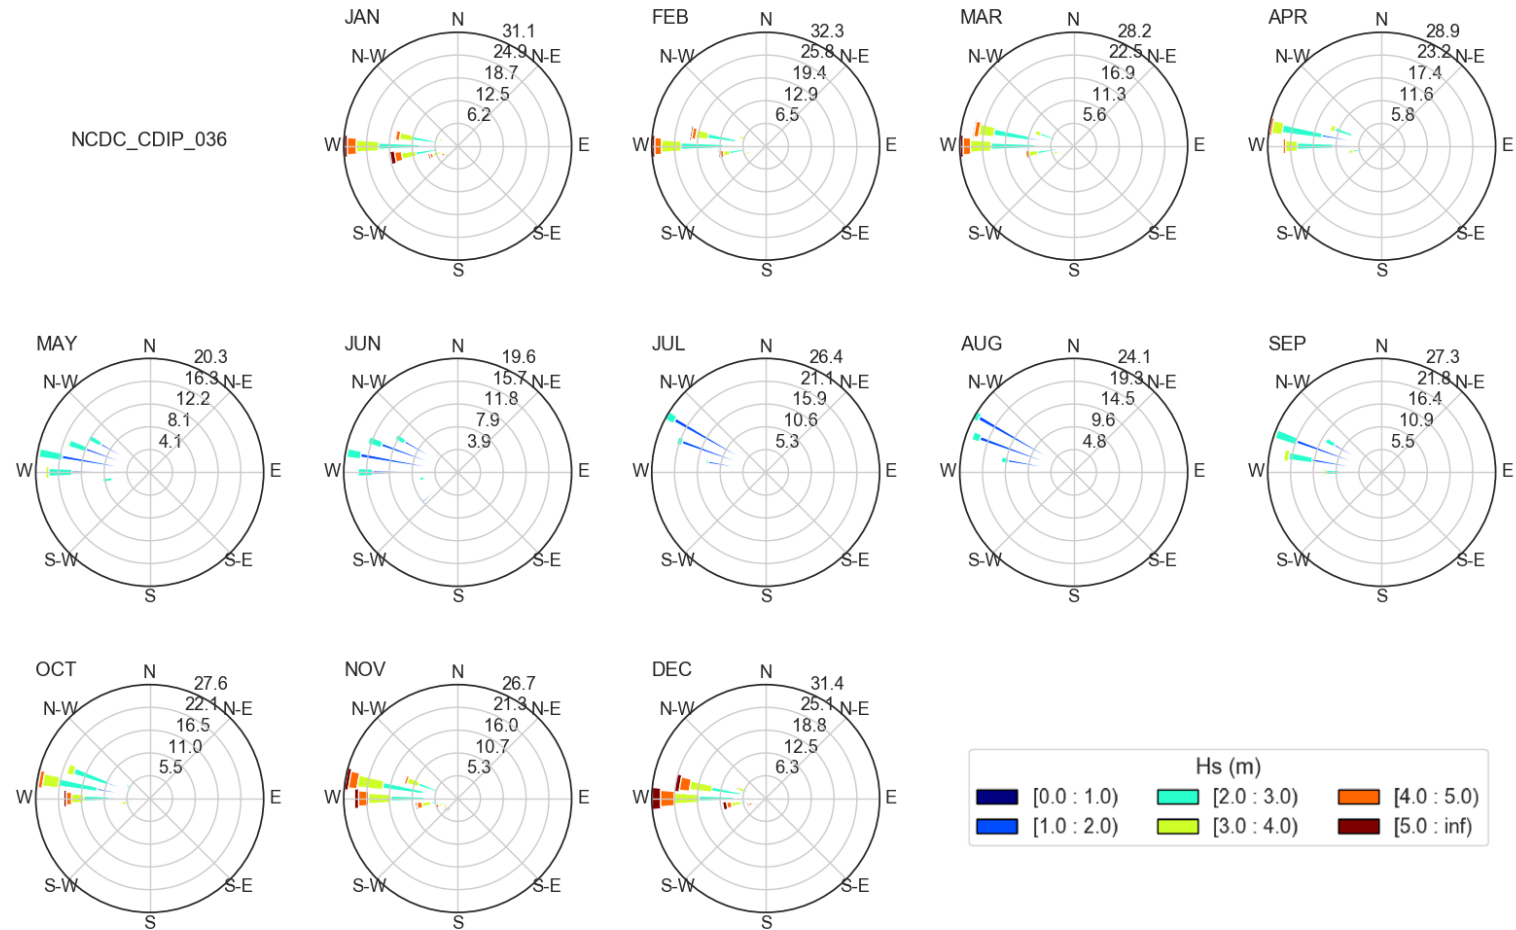 NCDC_CDIP_036
JAN
N
31.1
24.9
N-E
18.7
12.5
6.2
N-W
W
E
S-W
S-E
S
FEB
N
32.3
25.8
N-E
19.4
12.9
6.5
N-W
W
E
S-W
S-E
S
MAR
N
28.2
22.5
N-E
16.9
11.3
5.6
N-W
W
E
S-W
S-E
S
APR
N
28.9
23.2
N-E
17.4
11.6
5.8
N-W
W
E
S-W
S-E
S
MAY
N
20.3
16.3
N-E
12.2
8.1
4.1
N-W
W
E
S-W
S-E
S
JUN
N
19.6
15.7
N-E
11.8
7.9
3.9
N-W
W
E
S-W
S-E
S
JUL
N
26.4
21.1
N-E
15.9
10.6
5.3
N-W
W
E
S-W
S-E
S
AUG
N
24.1
19.3
N-E
14.5
9.6
4.8
N-W
W
E
S-W
S-E
S
SEP
N
27.3
21.8
N-E
16.4
10.9
5.5
N-W
W
E
S-W
S-E
S
OCT
N
27.6
22.1
N-E
16.5
11.0
5.5
N-W
W
E
S-W
S-E
S
NOV
N
26.7
21.3
N-E
16.0
10.7
5.3
N-W
W
E
S-W
S-E
S
DEC
N
31.4
25.1
N-E
18.8
12.5
6.3
N-W
W
E
S-W
S-E
S
Hs (m)
[0.0 : 1.0)
[2.0 : 3.0)
[4.0 : 5.0)
[1.0 : 2.0)
[3.0 : 4.0)
[5.0 : inf)